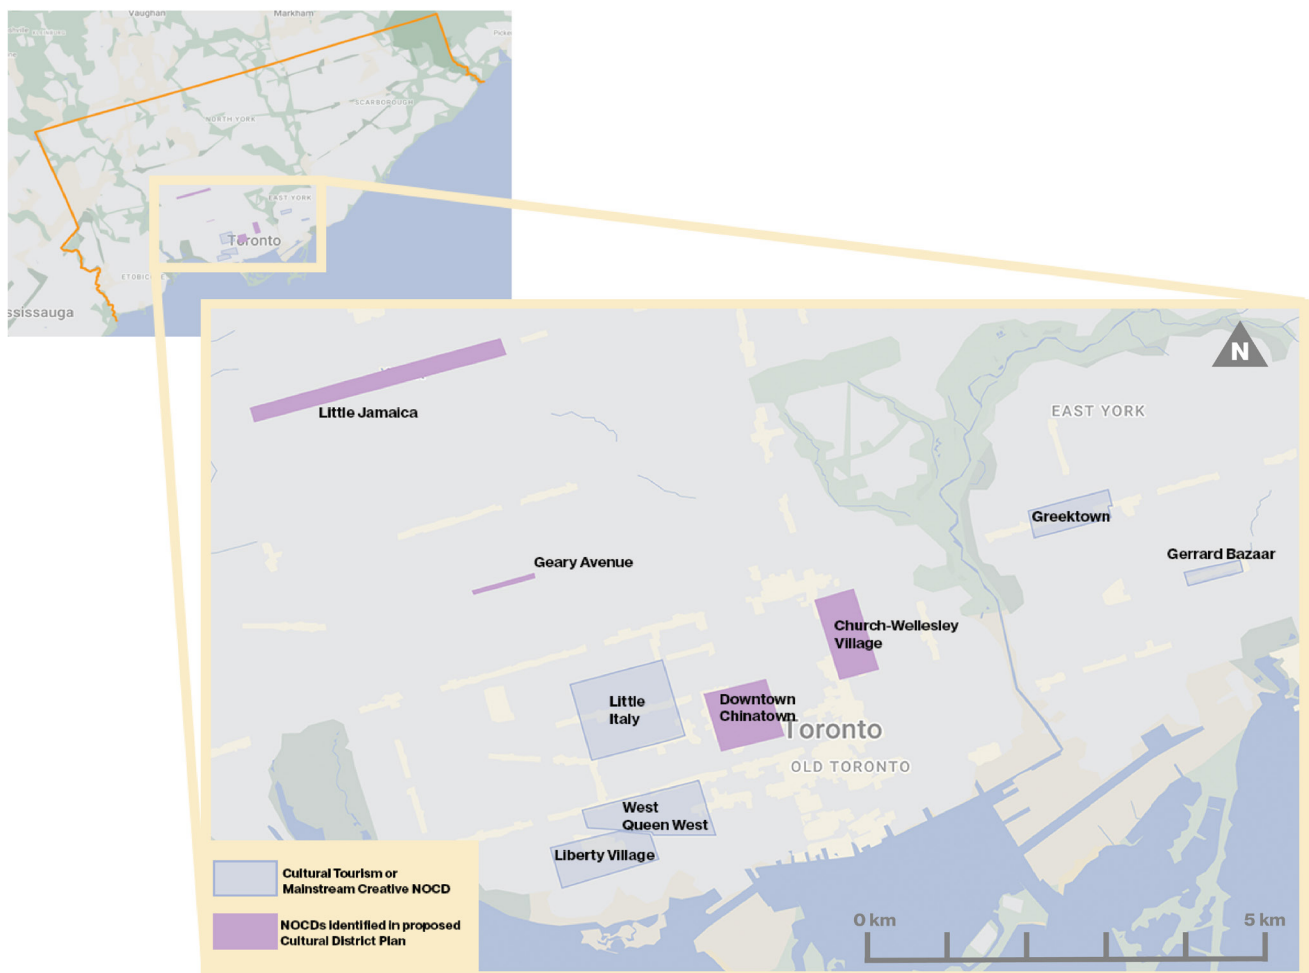 Vaughan
Markham
NORTH YORK
SCARBOROUGH
EAST YORK
Toronto
ssissauga
N
Little Jamaica
EAST YORK
Greektown
Gerrard Bazaar
Geary Avenue
Church-Wellesley
Village
Little
Italy
Downtown
Chinatown
Toronto
OLD TORONTO
West
Queen West
Liberty Village
Cultural Tourism or
Mainstream Creative NOCD
NOCDs identified in proposed
Cultural District Plan
0 km
5 km